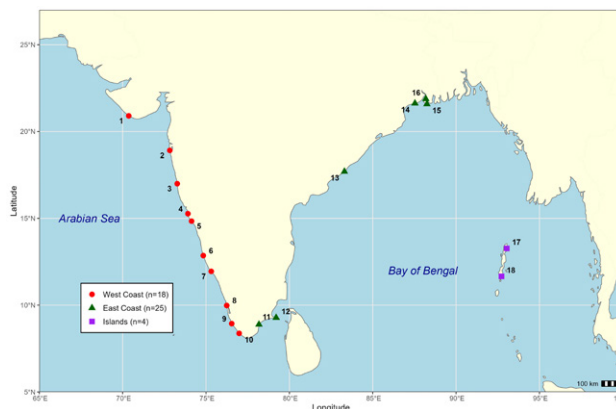 25°N
20°N
15°N
10°N
5°N
65°E
70°E
75°E
80°E
85°E
90°E
95°E
Latitude
Longitude
Arabian Sea
Bay of Bengal
1
2
3
4
5
6
7
8
9
10
11
12
13
14
15
16
17
18
West Coast (n=18)
East Coast (n=25)
Islands (n=4)
100 km